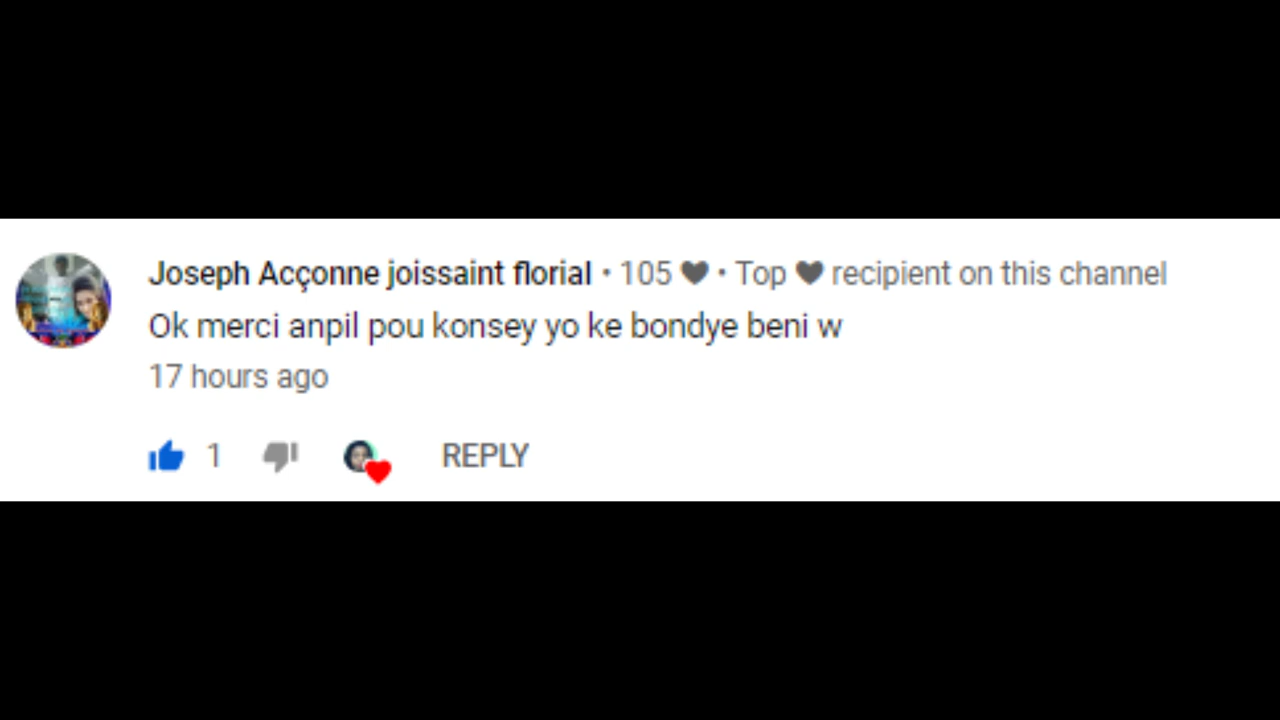 Joseph Acçonne joissaint florial • 105 🖤 • Top 🖤 recipient on this channel
Ok merci anpil pou konsey yo ke bondye beni w
17 hours ago
1 REPLY